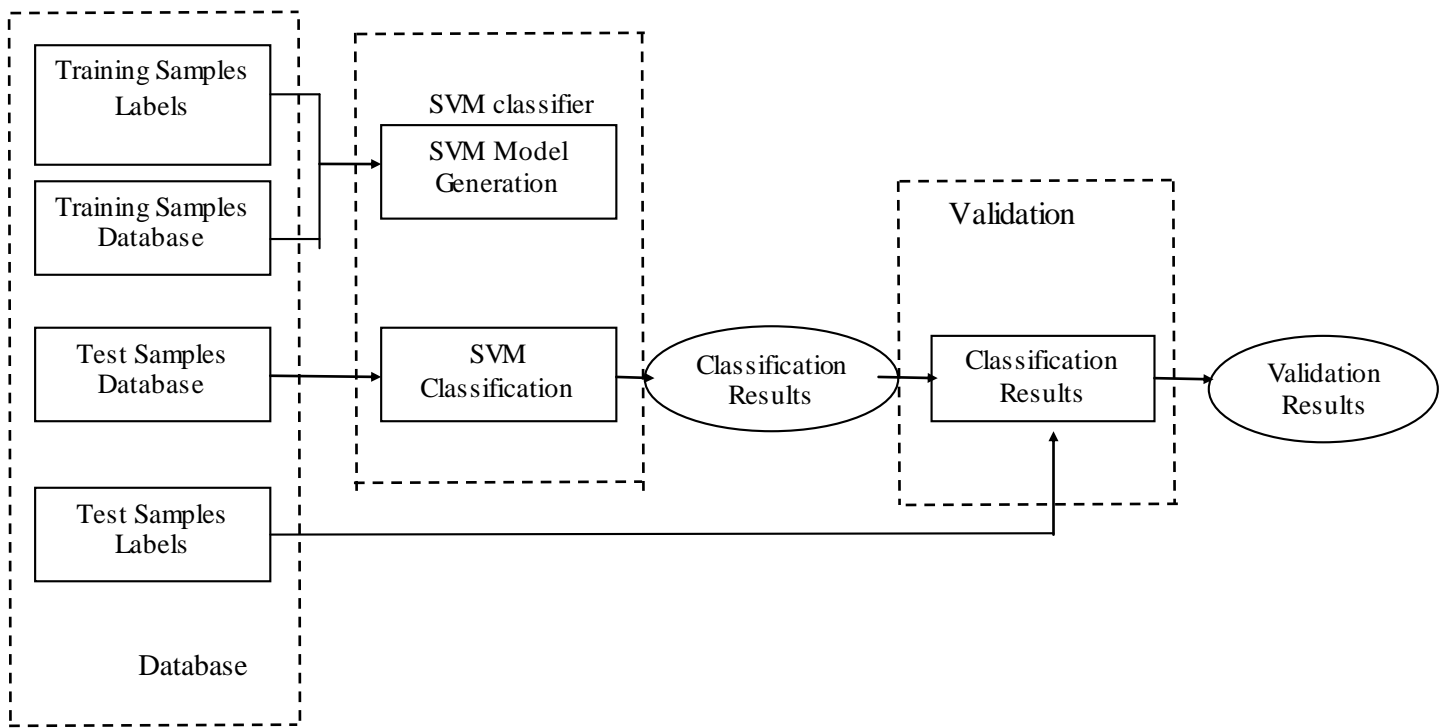 Training Samples
Labels
Training Samples
Database
Test Samples
Database
Test Samples
Labels
Database
SVM classifier
SVM Model
Generation
SVM
Classification
Classification
Results
Validation
Classification
Results
Validation
Results